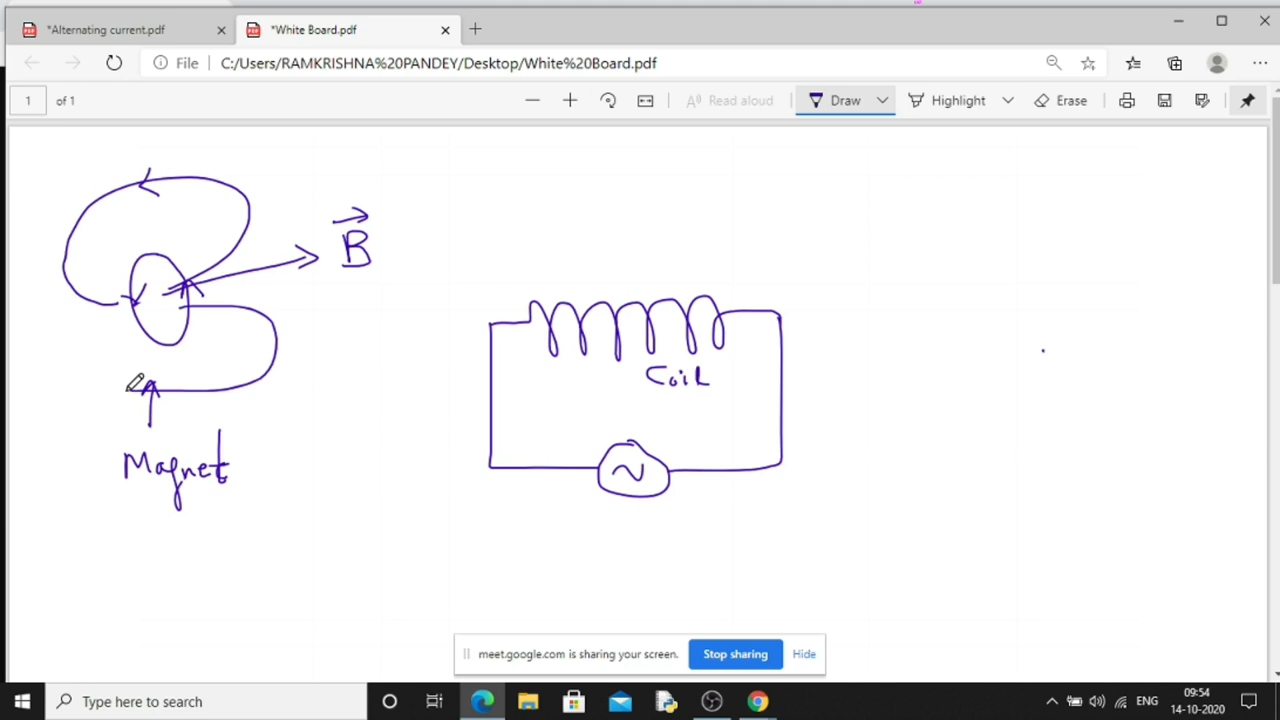 *Alternating current.pdf
*White Board.pdf
File
C:/Users/RAMKRISHNA%20PANDEY/Desktop/White%20Board.pdf
1
of 1
Read aloud
Draw
Highlight
Erase
B
Coil
Magnet
meet.google.com is sharing your screen.
Stop sharing
Hide
Type here to search
ENG
09:54
14-10-2020